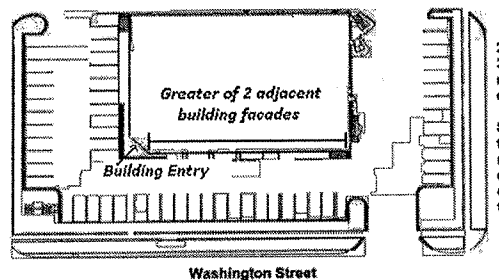 Greater of 2 adjacent
building facades
Building Entry
Washington Street